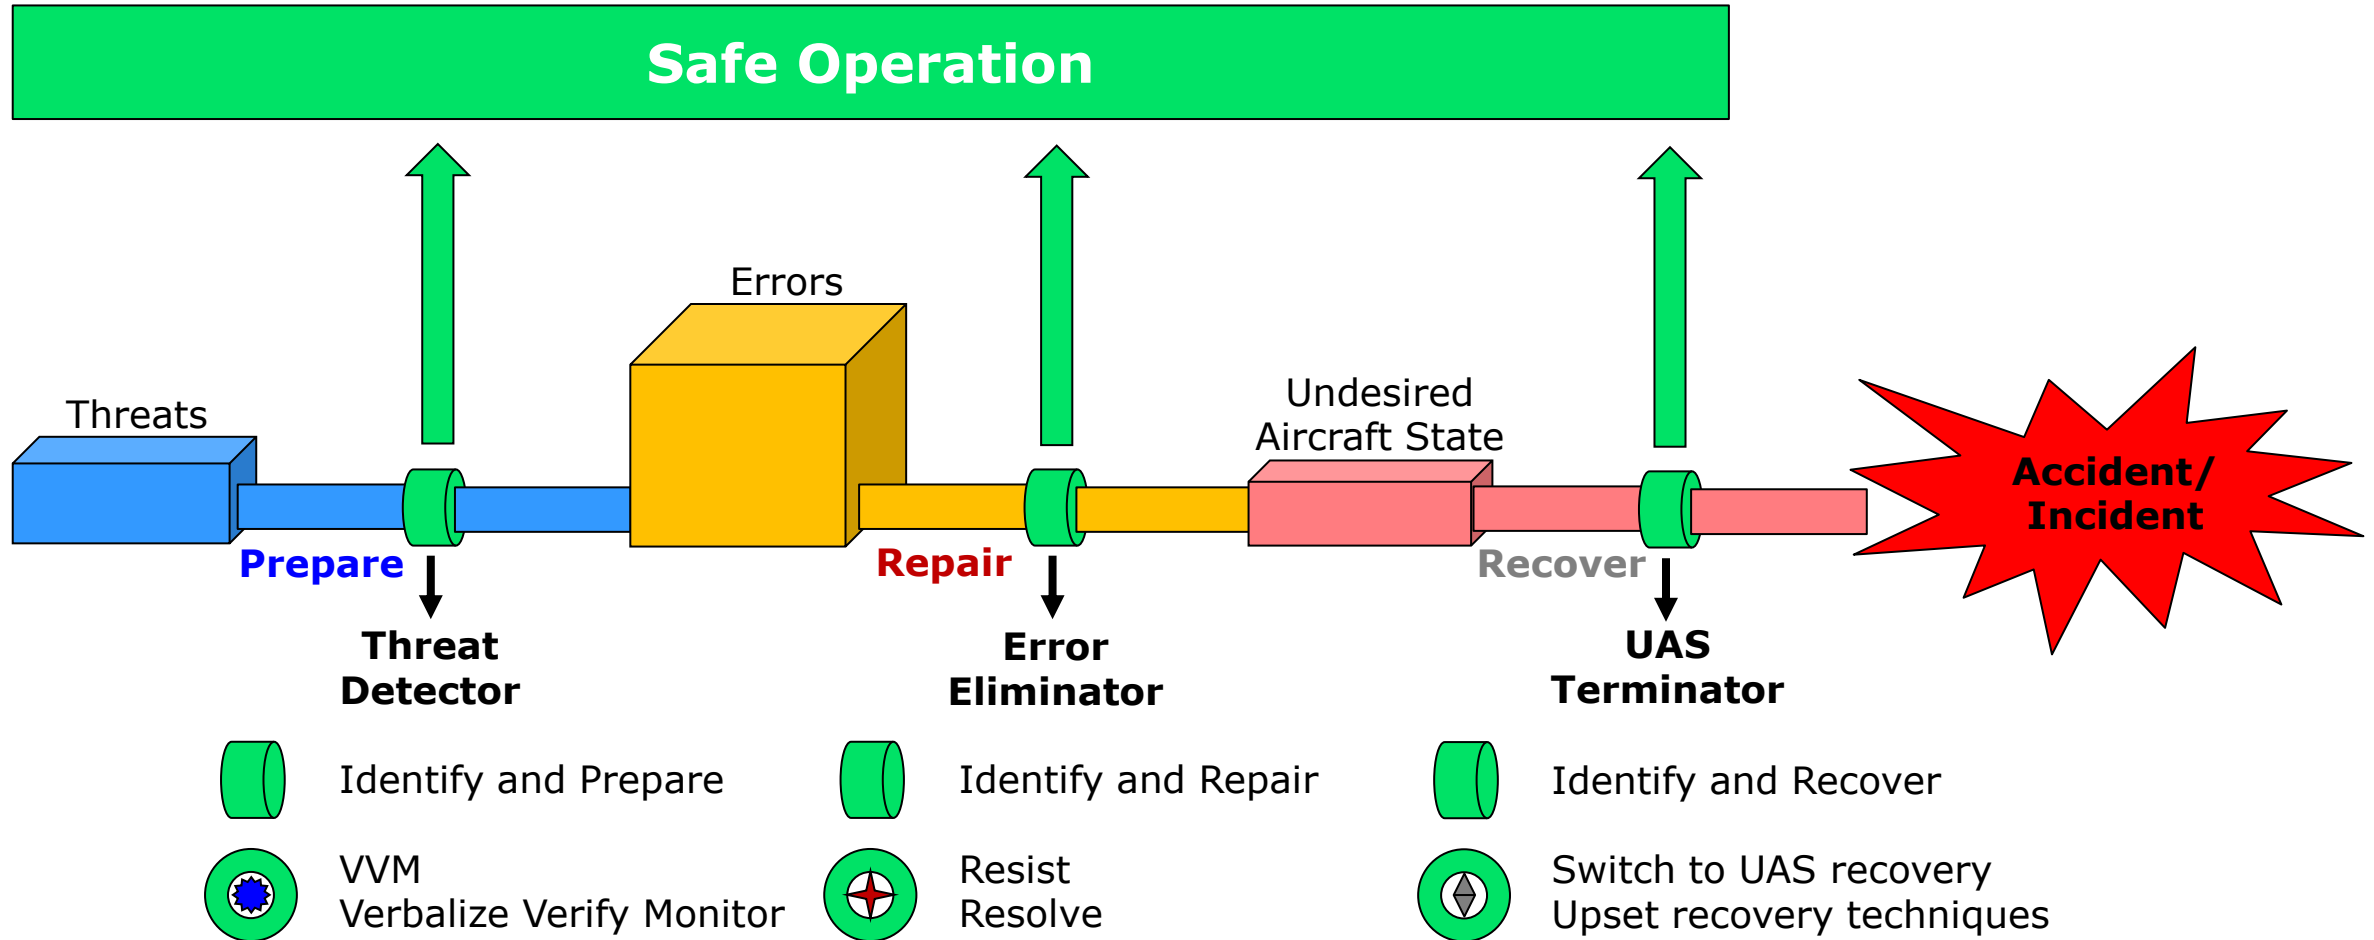 Safe Operation
Errors
Threats
Undesired
Aircraft State
Accident/
Incident
Prepare
Repair
Recover
Threat
Detector
Error
Eliminator
UAS
Terminator
Identify and Prepare
Identify and Repair
Identify and Recover
VVM
Verbalize Verify Monitor
Resist
Resolve
Switch to UAS recovery
Upset recovery techniques